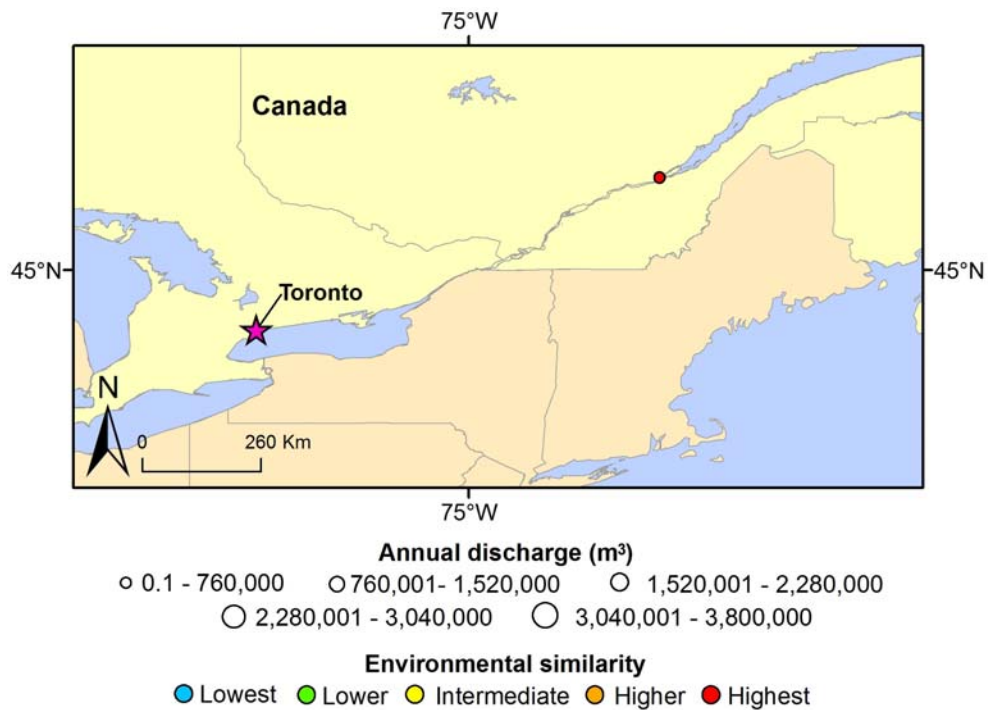 75°W
Canada
45°N
45°N
Toronto
N
0 260 Km
75°W
Annual discharge (m³)
0.1 - 760,000 760,001- 1,520,000 1,520,001 - 2,280,000
2,280,001 - 3,040,000 3,040,001 - 3,800,000
Environmental similarity
Lowest Lower Intermediate Higher Highest